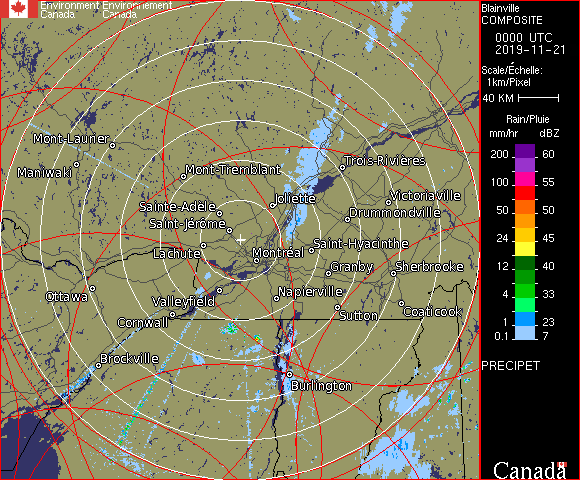 Environment Environnement
Canada Canada
Blainville
COMPOSITE
0000 UTC
2019-11-21
Scale/Échelle:
1km/Pixel
40 KM
Rain/Pluie
mm/hr dBZ
200 60
100 55
50 50
24 45
12 40
4 33
1 23
0.1 7
PRECIPET
Canada
Mont-Laurier
Maniwaki
Mont-Tremblant
Trois-Rivières
Sainte-Adèle
Joliette
Victoriaville
Saint-Jérôme
Drummondville
Lachute
Montréal
Saint-Hyacinthe
Granby
Sherbrooke
Ottawa
Valleyfield
Napierville
Cornwall
Sutton
Coaticook
Brockville
Burlington